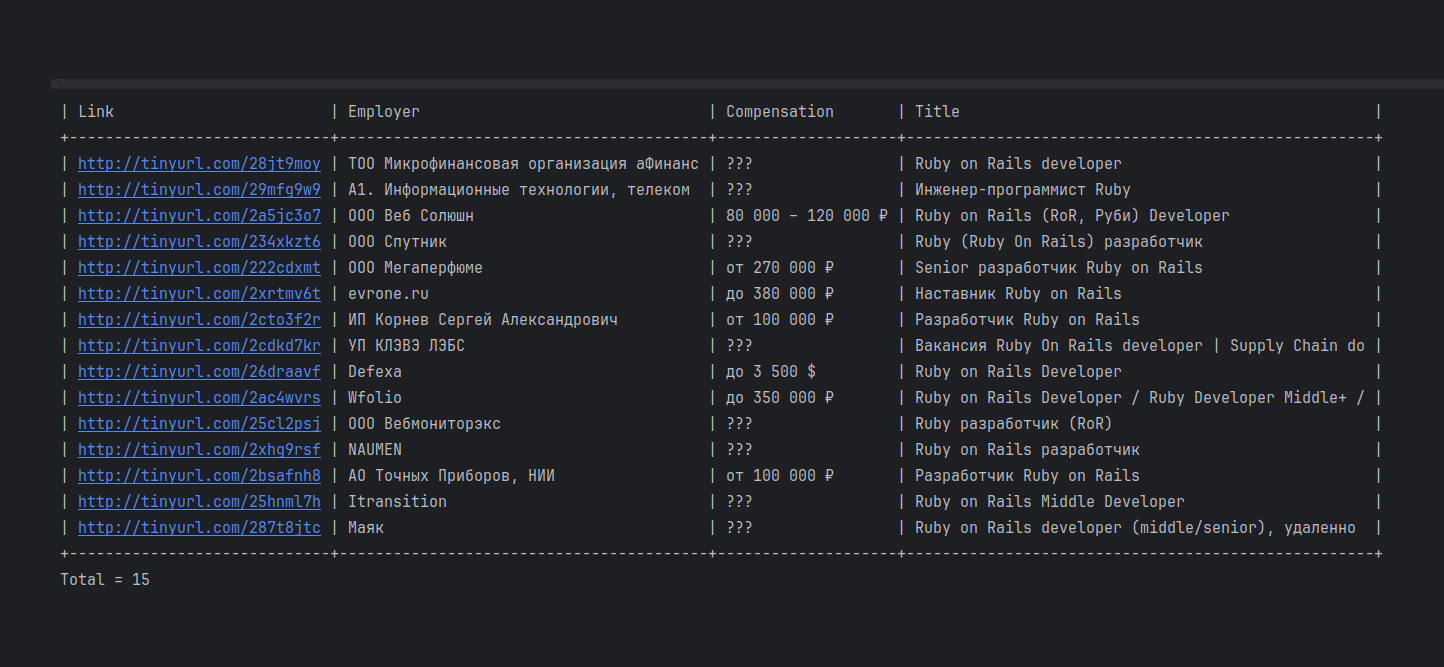 | Link | Employer | Compensation | Title |
+-----------------------------+-----------------------------------------+--------------------+----------------------------------------------------+
| http://tinyurl.com/28jt9moy | ТОО Микрофинансовая организация аФинанс | ??? | Ruby on Rails developer |
| http://tinyurl.com/29mfg9w9 | А1. Информационные технологии, телеком | ??? | Инженер-программист Ruby |
| http://tinyurl.com/2a5jc3o7 | ООО Веб Солюшн | 80 000 – 120 000 ₽ | Ruby on Rails (RoR, Руби) Developer |
| http://tinyurl.com/234xkzt6 | ООО Спутник | ??? | Ruby (Ruby On Rails) разработчик |
| http://tinyurl.com/222cdxmt | ООО Мегаперфюме | от 270 000 ₽ | Senior разработчик Ruby on Rails |
| http://tinyurl.com/2xrtmv6t | evrone.ru | до 380 000 ₽ | Наставник Ruby on Rails |
| http://tinyurl.com/2cto3f2r | ИП Корнев Сергей Александрович | от 100 000 ₽ | Разработчик Ruby on Rails |
| http://tinyurl.com/2cdkd7kr | УП КЛЭВЭ ЛЭБС | ??? | Вакансия Ruby On Rails developer | Supply Chain do |
| http://tinyurl.com/26draavf | Defexa | до 3 500 $ | Ruby on Rails Developer |
| http://tinyurl.com/2ac4wvrs | Wfolio | до 350 000 ₽ | Ruby on Rails Developer / Ruby Developer Middle+ / |
| http://tinyurl.com/25cl2psj | ООО Вебмониторэкс | ??? | Ruby разработчик (RoR) |
| http://tinyurl.com/2xhg9rsf | NAUMEN | ??? | Ruby on Rails разработчик |
| http://tinyurl.com/2bsafnh8 | АО Точных Приборов, НИИ | от 100 000 ₽ | Разработчик Ruby on Rails |
| http://tinyurl.com/25hnml7h | Itransition | ??? | Ruby on Rails Middle Developer |
| http://tinyurl.com/287t8jtc | Маяк | ??? | Ruby on Rails developer (middle/senior), удаленно |
+-----------------------------+-----------------------------------------+--------------------+----------------------------------------------------+
Total = 15